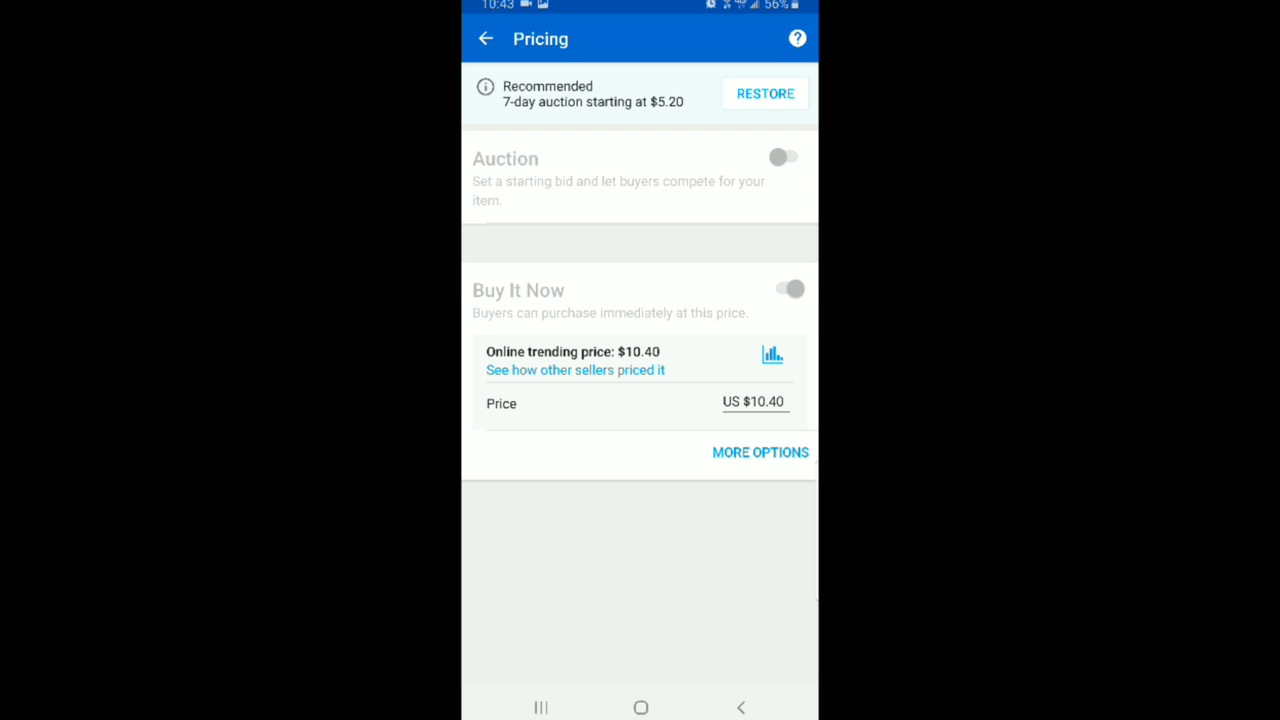 10:43 56%
Pricing
Recommended
7-day auction starting at $5.20
RESTORE
Auction
Set a starting bid and let buyers compete for your
item.
Buy It Now
Buyers can purchase immediately at this price.
Online trending price: $10.40
See how other sellers priced it
Price US $10.40
MORE OPTIONS